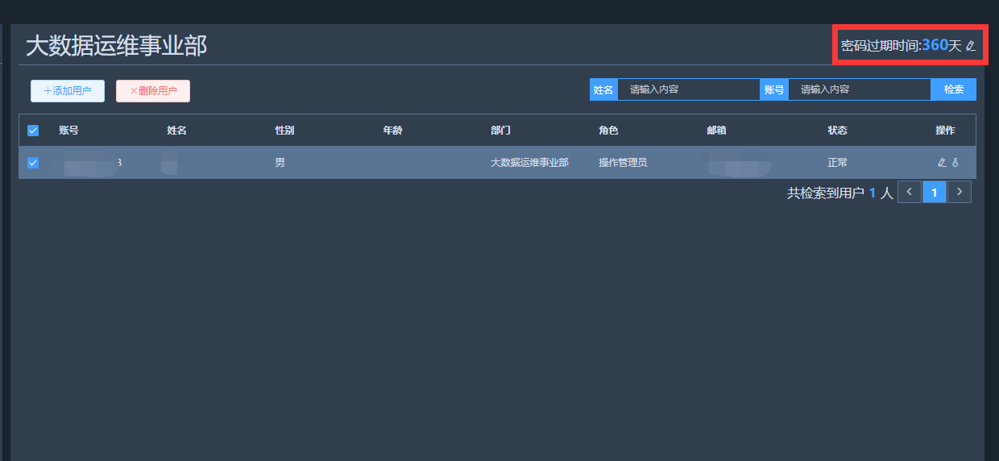 大数据运维事业部
密码过期时间:360天
+添加用户 ×删除用户 姓名 请输入内容 账号 请输入内容 检索
账号 姓名 性别 年龄 部门 角色 邮箱 状态 操作
男 大数据运维事业部 操作管理员 正常
共检索到用户 1 人 < 1 >